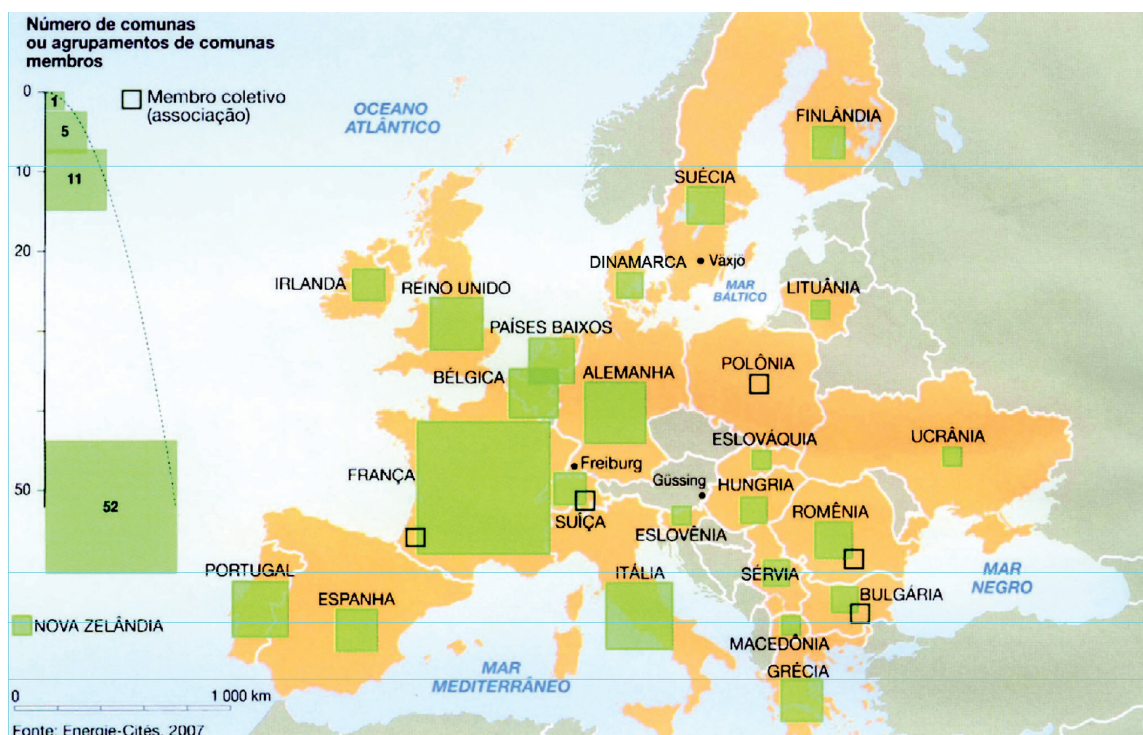 Número de comunas
ou agrupamentos de comunas
membros
0
1
Membro coletivo
(associação)
5
10
11
20
50
52
OCEANO
ATLÂNTICO
FINLÂNDIA
SUÉCIA
DINAMARCA
Växjö
MAR
BÁLTICO
LITUÂNIA
IRLANDA
REINO UNIDO
PAÍSES BAIXOS
BÉLGICA
ALEMANHA
POLÔNIA
ESLOVÁQUIA
UCRÂNIA
FRANÇA
Freiburg
Güssing
HUNGRIA
SUÍÇA
ESLOVÊNIA
ROMÊNIA
PORTUGAL
ESPANHA
ITÁLIA
SÉRVIA
BULGÁRIA
MAR
NEGRO
NOVA ZELÂNDIA
MACEDÔNIA
MAR
MEDITERRÂNEO
GRÉCIA
0 1 000 km
Fonte: Energie-Cités, 2007